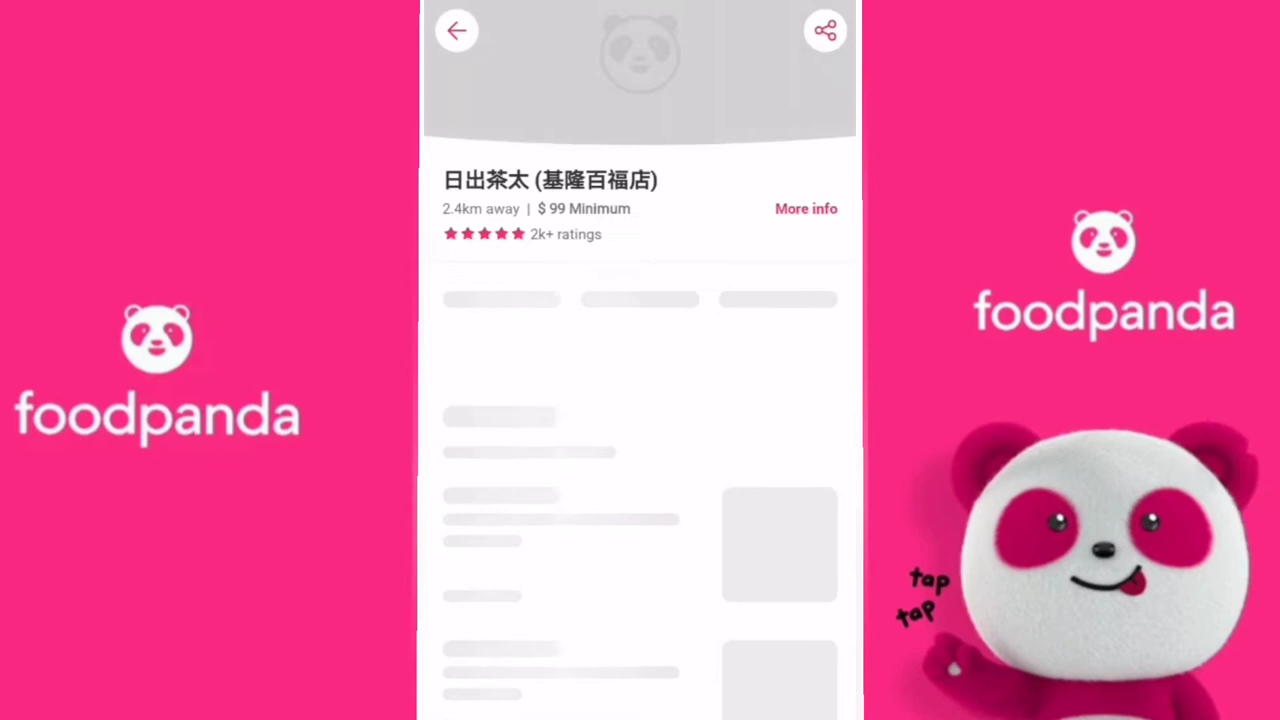 日出茶太 (基隆百福店)
2.4km away | $ 99 Minimum
More info
2k+ ratings
foodpanda
foodpanda
tap
tap